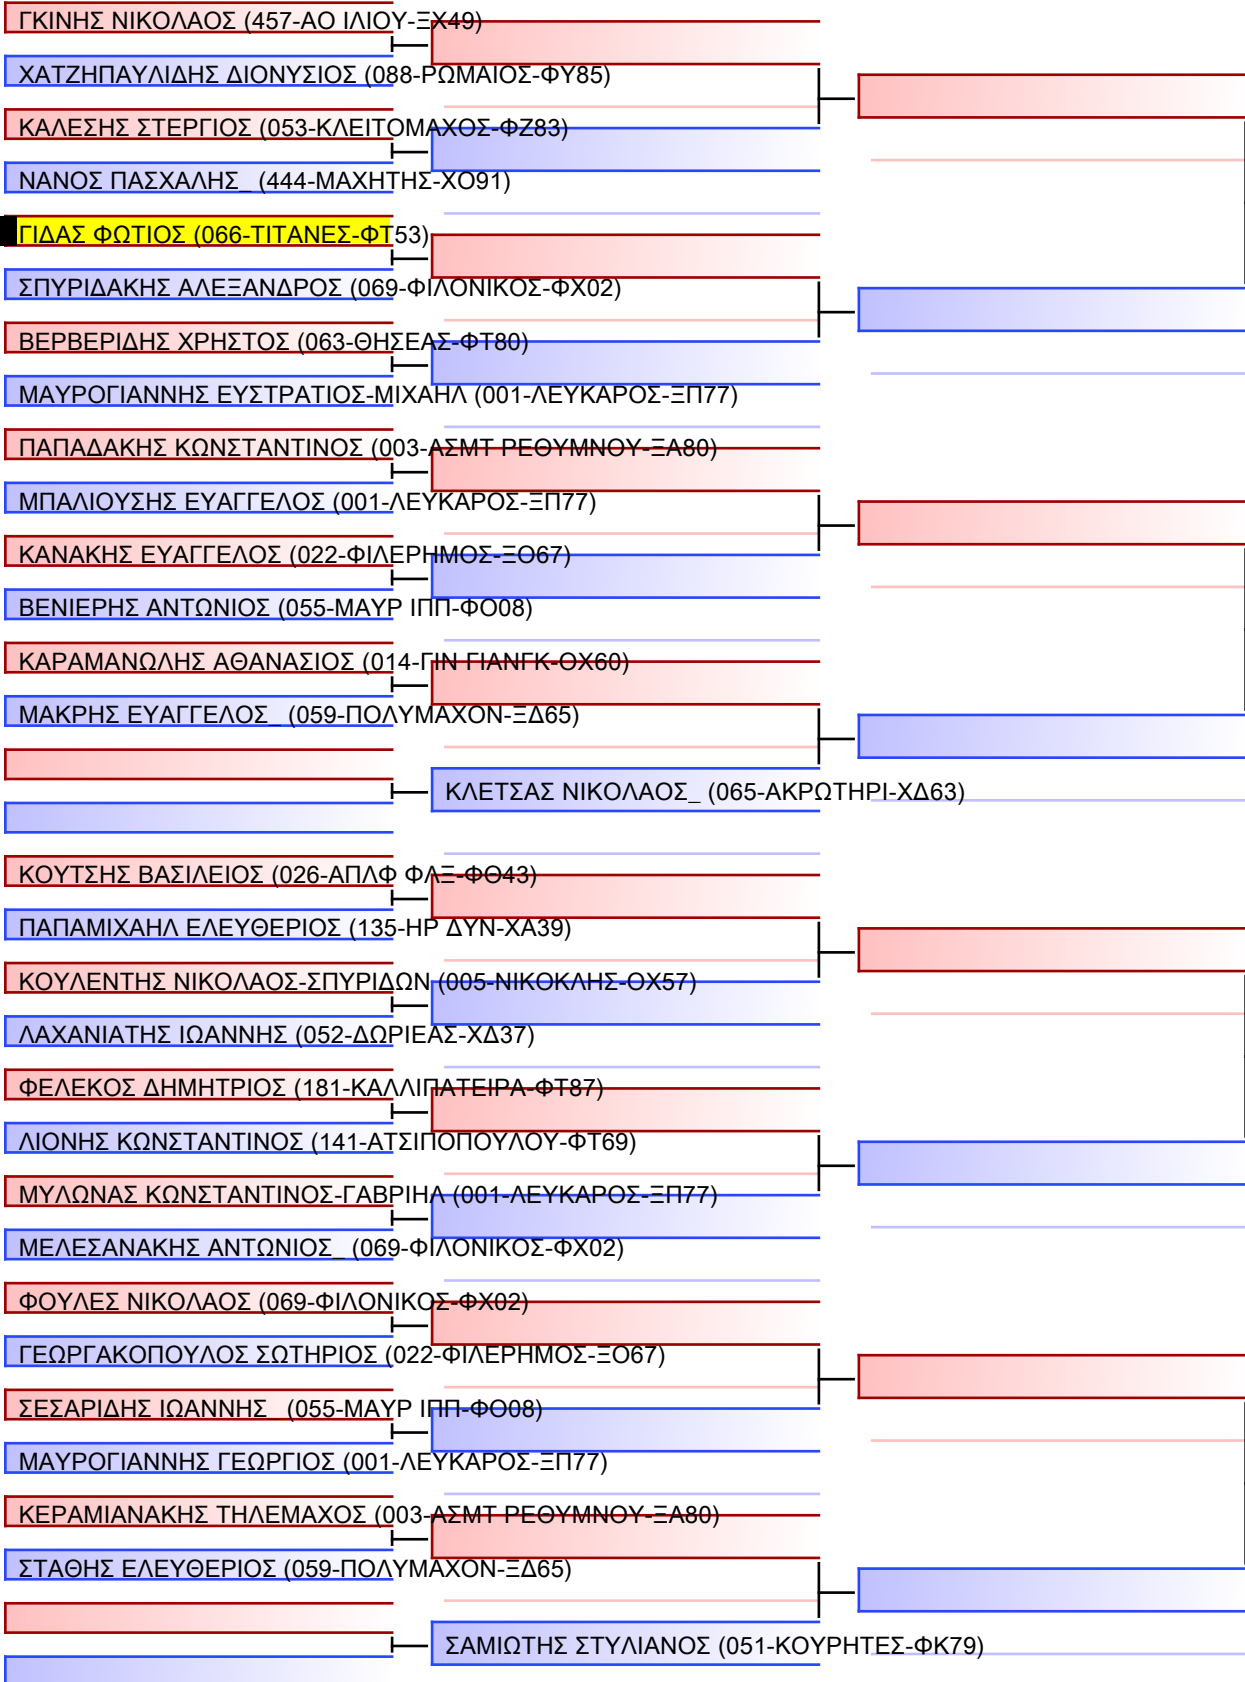 ΓΚΙΝΗΣ ΝΙΚΟΛΑΟΣ (457-ΑΟ ΙΛΙΟΥ-ΞΧ49)
ΧΑΤΖΗΠΑΥΛΙΔΗΣ ΔΙΟΝΥΣΙΟΣ (088-ΡΩΜΑΙΟΣ-ΦΥ85)
ΚΑΛΕΣΗΣ ΣΤΕΡΓΙΟΣ (053-ΚΛΕΙΤΟΜΑΧΟΣ-ΦΖ83)
ΝΑΝΟΣ ΠΑΣΧΑΛΗΣ_ (444-ΜΑΧΗΤΗΣ-ΧΟ91)
ΓΙΔΑΣ ΦΩΤΙΟΣ (066-ΤΙΤΑΝΕΣ-ΦΤ53)
ΣΠΥΡΙΔΑΚΗΣ ΑΛΕΞΑΝΔΡΟΣ (069-ΦΙΛΟΝΙΚΟΣ-ΦΧ02)
ΒΕΡΒΕΡΙΔΗΣ ΧΡΗΣΤΟΣ (063-ΘΗΣΕΑΣ-ΦΤ80)
ΜΑΥΡΟΓΙΑΝΝΗΣ ΕΥΣΤΡΑΤΙΟΣ-ΜΙΧΑΗΛ (001-ΛΕΥΚΑΡΟΣ-ΞΠ77)
ΠΑΠΑΔΑΚΗΣ ΚΩΝΣΤΑΝΤΙΝΟΣ (003-ΑΣΜΤ ΡΕΘΥΜΝΟΥ-ΞΑ80)
ΜΠΑΛΙΟΥΣΗΣ ΕΥΑΓΓΕΛΟΣ (001-ΛΕΥΚΑΡΟΣ-ΞΠ77)
ΚΑΝΑΚΗΣ ΕΥΑΓΓΕΛΟΣ (022-ΦΙΛΕΡΗΜΟΣ-ΞΟ67)
ΒΕΝΙΕΡΗΣ ΑΝΤΩΝΙΟΣ (055-ΜΑΥΡ ΙΠΠ-ΦΟ08)
ΚΑΡΑΜΑΝΩΛΗΣ ΑΘΑΝΑΣΙΟΣ (014-ΓΙΝ ΓΙΑΝΓΚ-ΟΧ60)
ΜΑΚΡΗΣ ΕΥΑΓΓΕΛΟΣ_ (059-ΠΟΛΥΜΑΧΟΝ-ΞΔ65)
ΚΛΕΤΣΑΣ ΝΙΚΟΛΑΟΣ_ (065-ΑΚΡΩΤΗΡΙ-ΧΔ63)
ΚΟΥΤΣΗΣ ΒΑΣΙΛΕΙΟΣ (026-ΑΠΛΦ ΦΛΞ-ΦΘ43)
ΠΑΠΑΜΙΧΑΗΛ ΕΛΕΥΘΕΡΙΟΣ (135-ΗΡ ΔΥΝ-ΧΑ39)
ΚΟΥΛΕΝΤΗΣ ΝΙΚΟΛΑΟΣ-ΣΠΥΡΙΔΩΝ (005-ΝΙΚΟΚΛΗΣ-ΟΧ57)
ΛΑΧΑΝΙΑΤΗΣ ΙΩΑΝΝΗΣ (052-ΔΩΡΙΕΑΣ-ΧΔ37)
ΦΕΛΕΚΟΣ ΔΗΜΗΤΡΙΟΣ (181-ΚΑΛΛΙΠΑΤΕΙΡΑ-ΦΤ87)
ΛΙΟΝΗΣ ΚΩΝΣΤΑΝΤΙΝΟΣ (141-ΑΤΣΙΠΟΠΟΥΛΟΥ-ΦΤ69)
ΜΥΛΩΝΑΣ ΚΩΝΣΤΑΝΤΙΝΟΣ-ΓΑΒΡΙΗΛ (001-ΛΕΥΚΑΡΟΣ-ΞΠ77)
ΜΕΛΕΣΑΝΑΚΗΣ ΑΝΤΩΝΙΟΣ_ (069-ΦΙΛΟΝΙΚΟΣ-ΦΧ02)
ΦΟΥΛΕΣ ΝΙΚΟΛΑΟΣ (069-ΦΙΛΟΝΙΚΟΣ-ΦΧ02)
ΓΕΩΡΓΑΚΟΠΟΥΛΟΣ ΣΩΤΗΡΙΟΣ (022-ΦΙΛΕΡΗΜΟΣ-ΞΟ67)
ΣΕΣΑΡΙΔΗΣ ΙΩΑΝΝΗΣ_ (055-ΜΑΥΡ ΙΠΠ-ΦΟ08)
ΜΑΥΡΟΓΙΑΝΝΗΣ ΓΕΩΡΓΙΟΣ (001-ΛΕΥΚΑΡΟΣ-ΞΠ77)
ΚΕΡΑΜΙΑΝΑΚΗΣ ΤΗΛΕΜΑΧΟΣ (003-ΑΣΜΤ ΡΕΘΥΜΝΟΥ-ΞΑ80)
ΣΤΑΘΗΣ ΕΛΕΥΘΕΡΙΟΣ (059-ΠΟΛΥΜΑΧΟΝ-ΞΔ65)
ΣΑΜΙΩΤΗΣ ΣΤΥΛΙΑΝΟΣ (051-ΚΟΥΡΗΤΕΣ-ΦΚ79)